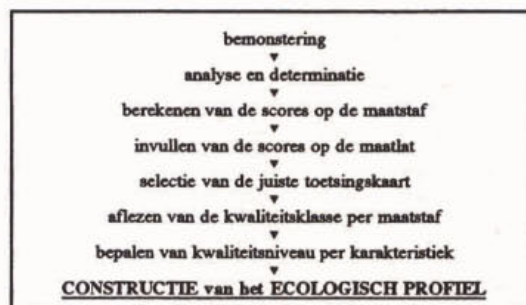 bemonstering
▼
analyse en determinatie
▼
berekenen van de scores op de maatstaf
▼
invullen van de scores op de maatlat
▼
selectie van de juiste toetsingskaart
▼
aflezen van de kwaliteitsklasse per maatstaf
▼
bepalen van kwaliteitsniveau per karakteristiek
▼
CONSTRUCTIE van het ECOLOGISCH PROFIEL